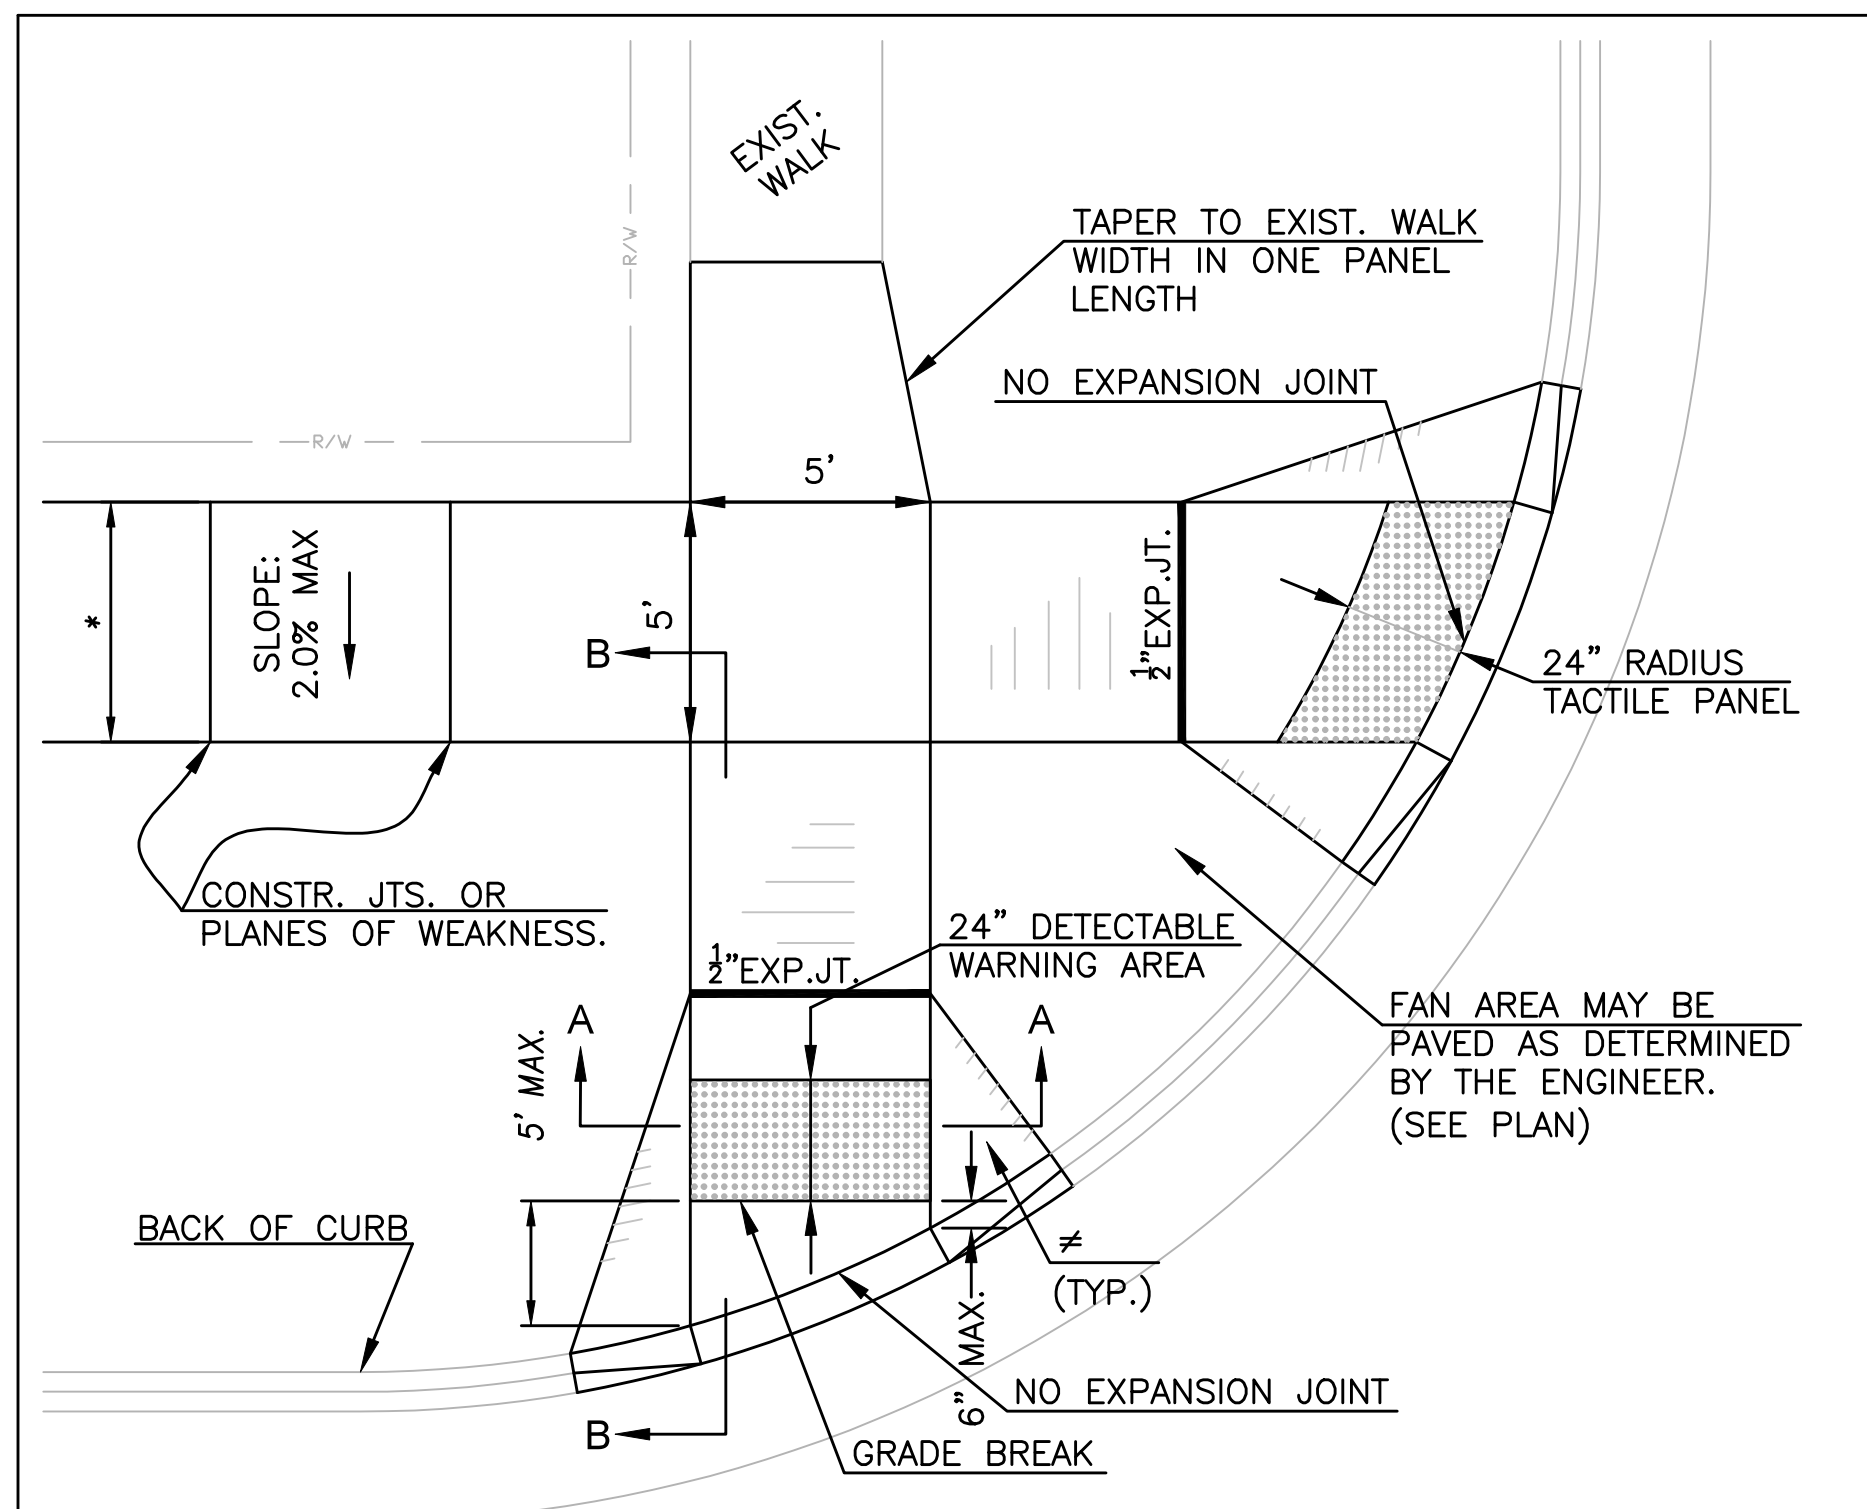 EXIST.
WALK
TAPER TO EXIST. WALK
WIDTH IN ONE PANEL
LENGTH
R/W
NO EXPANSION JOINT
R/W
5'
SLOPE:
2.0% MAX
*
5'
B
½" EXP.JT.
24" RADIUS
TACTILE PANEL
CONSTR. JTS. OR
PLANES OF WEAKNESS.
24" DETECTABLE
WARNING AREA
½" EXP.JT.
FAN AREA MAY BE
PAVED AS DETERMINED
BY THE ENGINEER.
(SEE PLAN)
A
A
5' MAX.
BACK OF CURB
≠
(TYP.)
6" MAX.
NO EXPANSION JOINT
B
GRADE BREAK